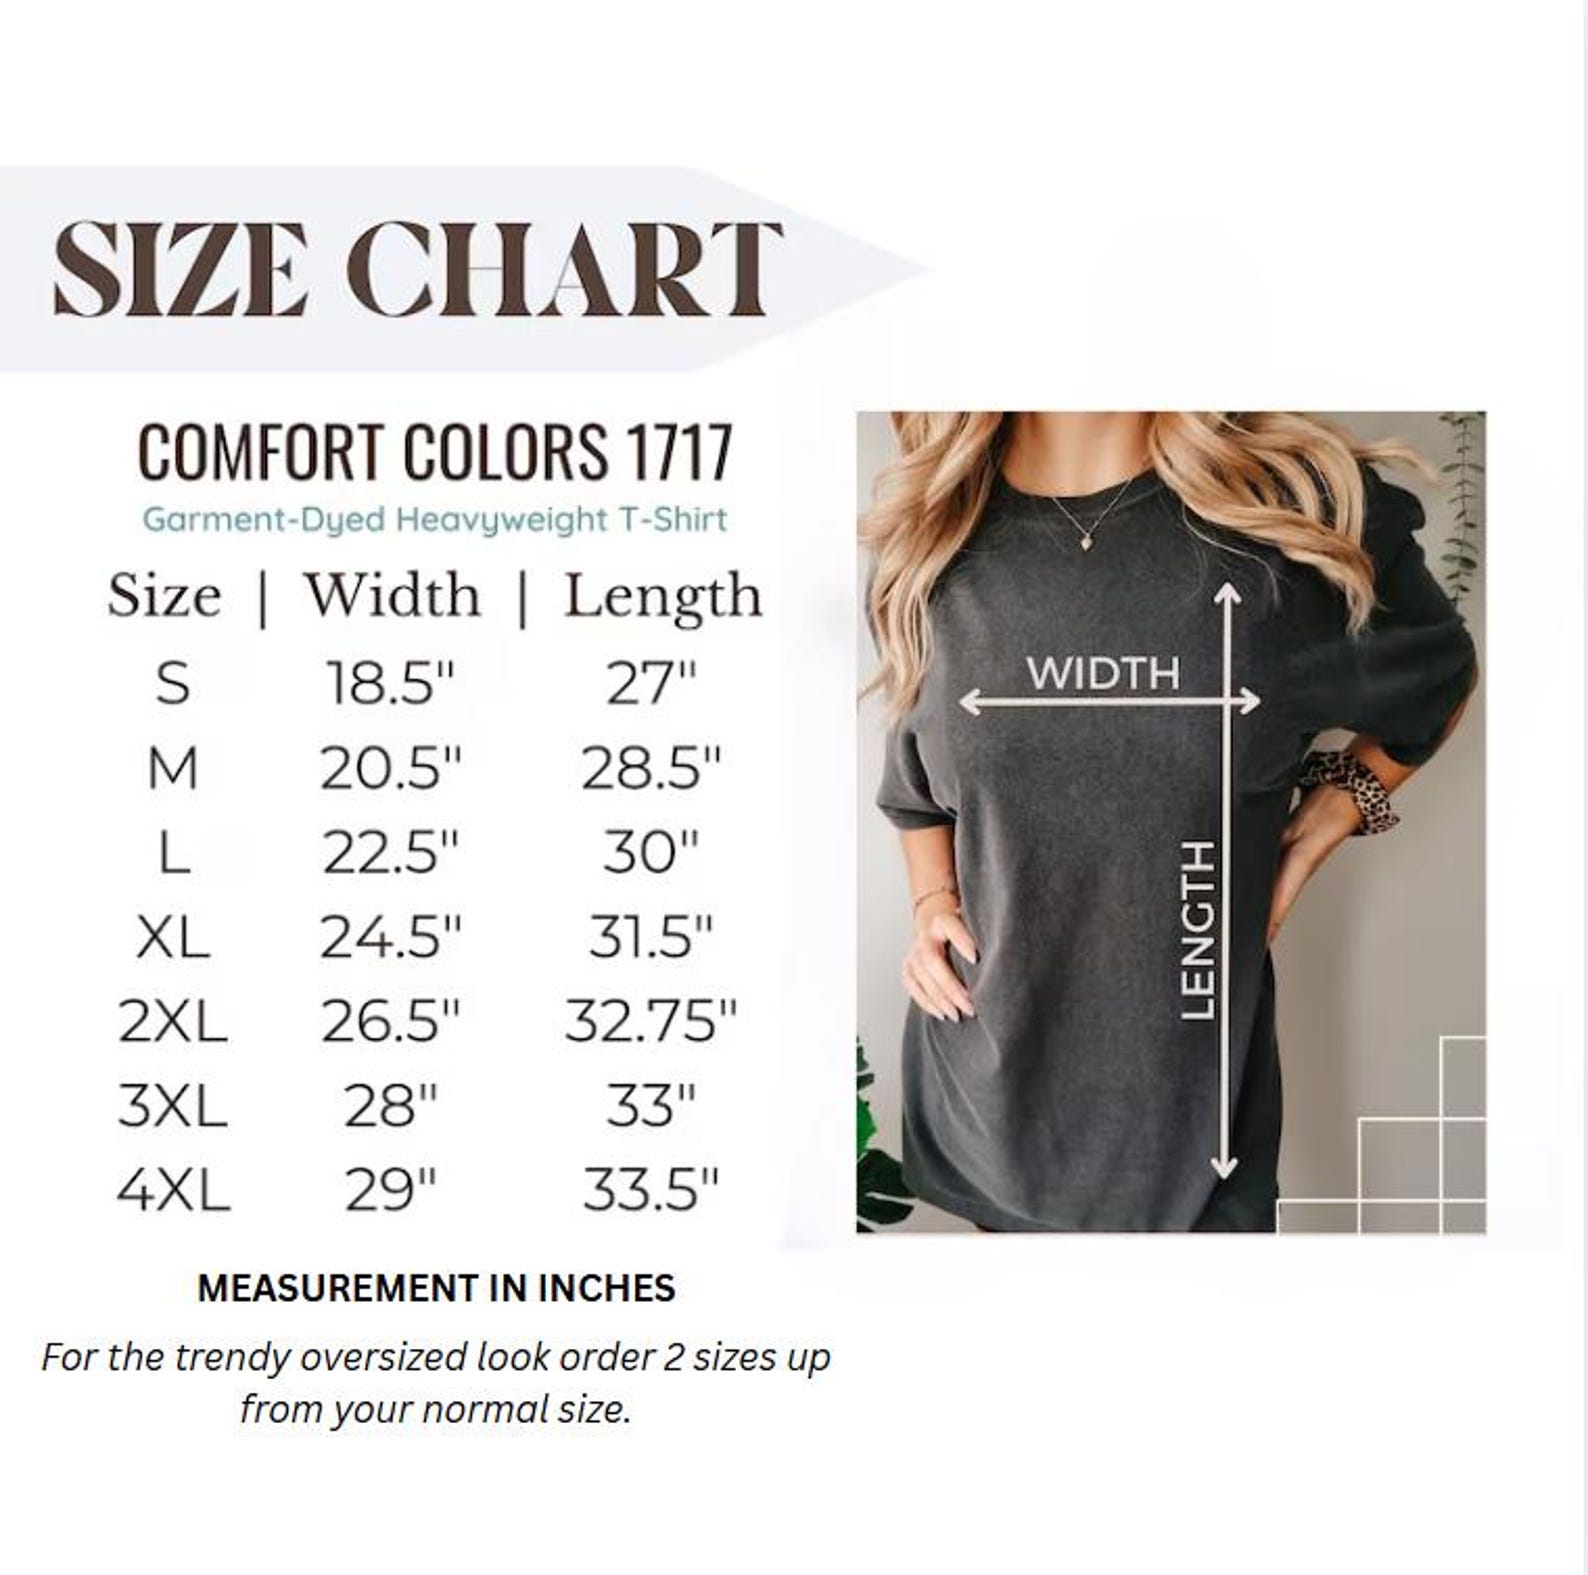 SIZE CHART
COMFORT COLORS 1717
Garment-Dyed Heavyweight T-Shirt
Size | Width | Length
S 18.5" 27"
M 20.5" 28.5"
L 22.5" 30"
XL 24.5" 31.5"
2XL 26.5" 32.75"
3XL 28" 33"
4XL 29" 33.5"
MEASUREMENT IN INCHES
For the trendy oversized look order 2 sizes up
from your normal size.
WIDTH
LENGTH